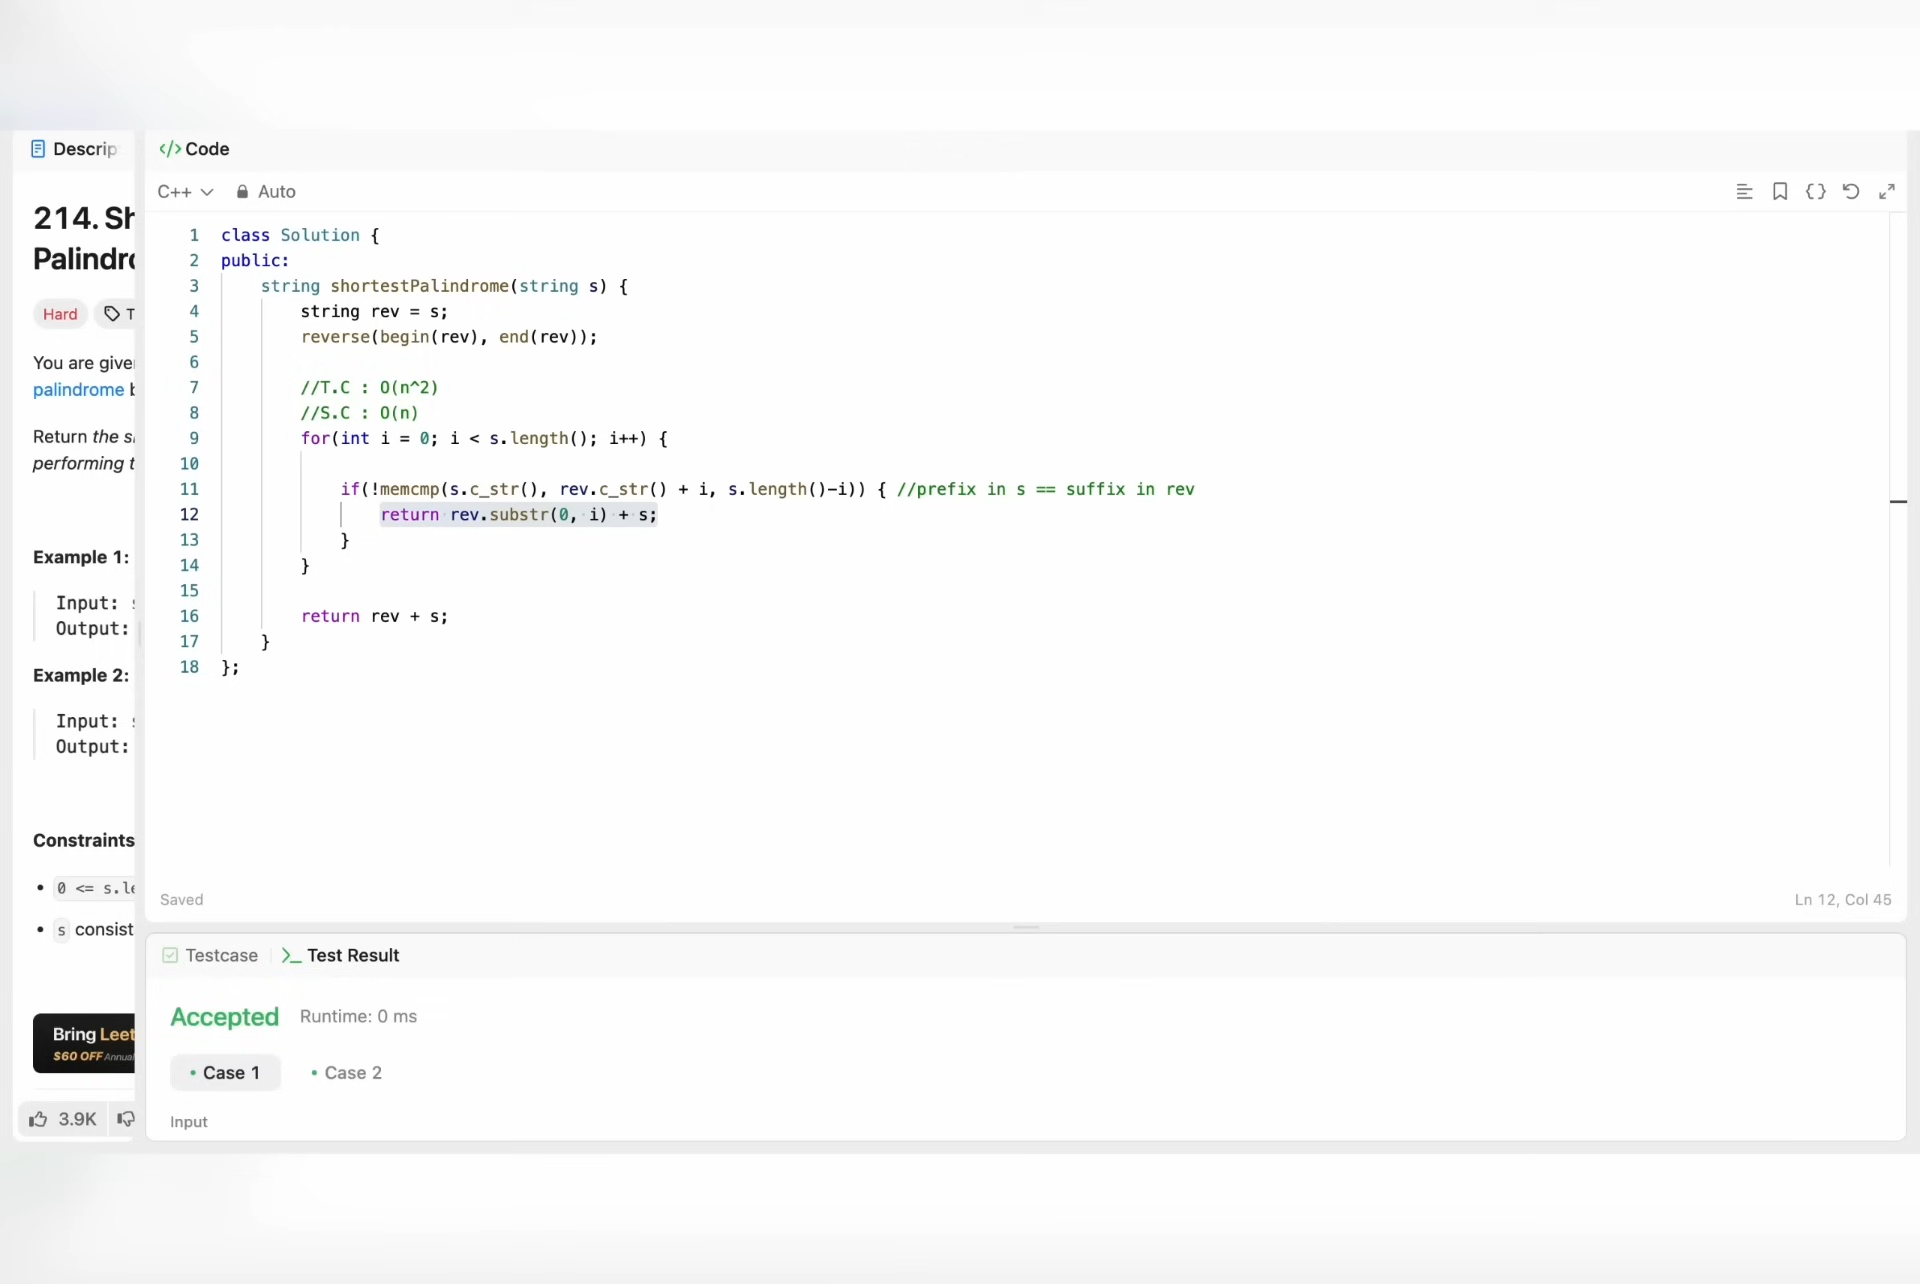 Descrip
214. Sh
Palindro
Hard
You are give
palindrome b
Return the s
performing t
Example 1:
Input: s
Output:
Example 2:
Input: s
Output:
Constraints
0 <= s.le
s consist
Bring Leet
$60 OFF Annual
3.9K
</> Code
C++ Auto
1 class Solution {
2 public:
3 string shortestPalindrome(string s) {
4 string rev = s;
5 reverse(begin(rev), end(rev));
6
7 //T.C : O(n^2)
8 //S.C : O(n)
9 for(int i = 0; i < s.length(); i++) {
10
11 if(!memcmp(s.c_str(), rev.c_str() + i, s.length()-i)) { //prefix in s == suffix in rev
12 return rev.substr(0, i) + s;
13 }
14 }
15
16 return rev + s;
17 }
18 };
Saved Ln 12, Col 45
Testcase Test Result
Accepted Runtime: 0 ms
Case 1 Case 2
Input